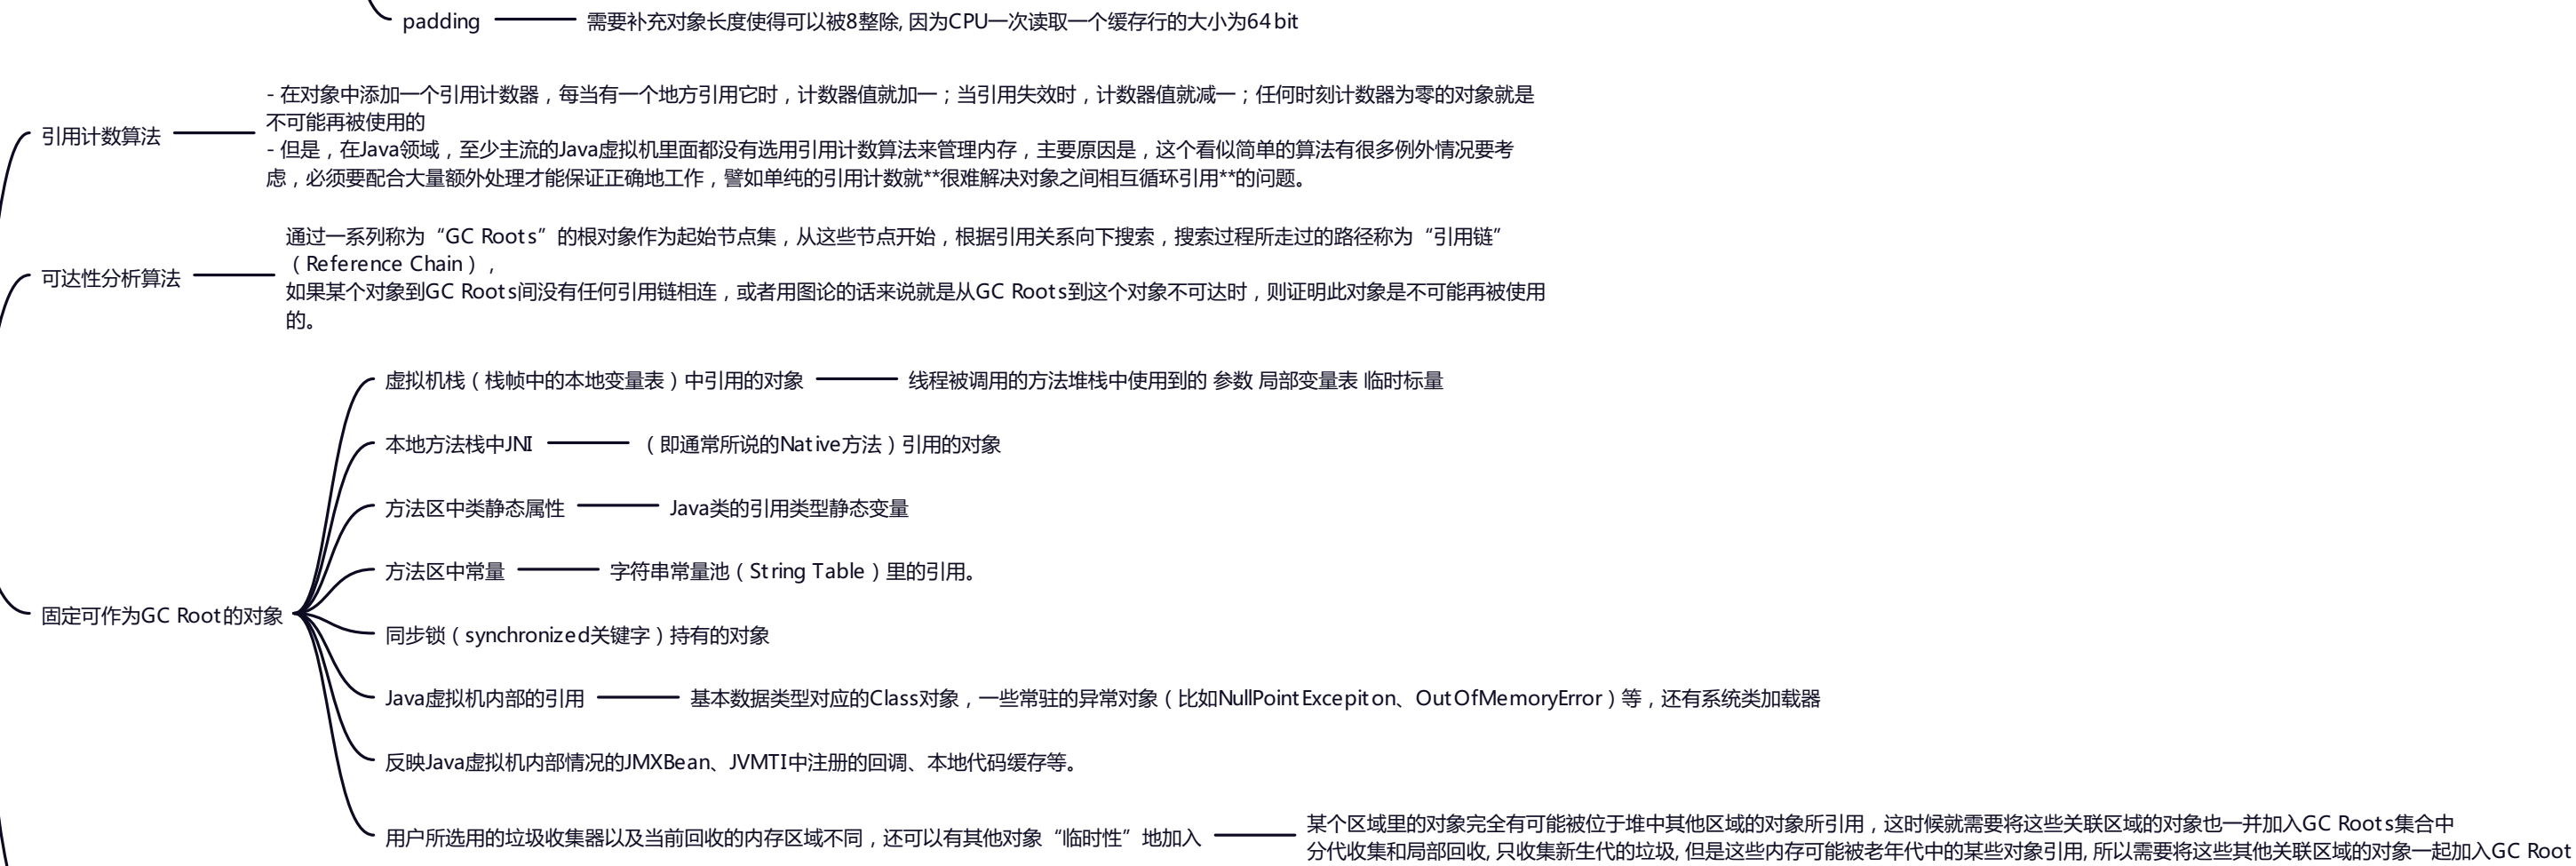 padding
需要补充对象长度使得可以被8整除, 因为CPU一次读取一个缓存行的大小为64bit
引用计数算法
- 在对象中添加一个引用计数器，每当有一个地方引用它时，计数器值就加一；当引用失效时，计数器值就减一；任何时刻计数器为零的对象就是
不可能再被使用的
- 但是，在Java领域，至少主流的Java虚拟机里面都没有选用引用计数算法来管理内存，主要原因是，这个看似简单的算法有很多例外情况要考
虑，必须要配合大量额外处理才能保证正确地工作，譬如单纯的引用计数就**很难解决对象之间相互循环引用**的问题。
可达性分析算法
通过一系列称为“GC Roots”的根对象作为起始节点集，从这些节点开始，根据引用关系向下搜索，搜索过程所走过的路径称为“引用链”
（Reference Chain），
如果某个对象到GC Roots间没有任何引用链相连，或者用图论的话来说就是从GC Roots到这个对象不可达时，则证明此对象是不可能再被使用
的。
固定可作为GC Root的对象
虚拟机栈（栈帧中的本地变量表）中引用的对象
线程被调用的方法堆栈中使用到的 参数 局部变量表 临时标量
本地方法栈中JNI
（即通常所说的Native方法）引用的对象
方法区中类静态属性
Java类的引用类型静态变量
方法区中常量
字符串常量池（String Table）里的引用。
同步锁（synchronized关键字）持有的对象
Java虚拟机内部的引用
基本数据类型对应的Class对象，一些常驻的异常对象（比如NullPointExcepiton、OutOfMemoryError）等，还有系统类加载器
反映Java虚拟机内部情况的JMXBean、JVMTI中注册的回调、本地代码缓存等。
用户所选用的垃圾收集器以及当前回收的内存区域不同，还可以有其他对象“临时性”地加入
某个区域里的对象完全有可能被位于堆中其他区域的对象所引用，这时候就需要将这些关联区域的对象也一并加入GC Roots集合中
分代收集和局部回收, 只收集新生代的垃圾, 但是这些内存可能被老年代中的某些对象引用, 所以需要将这些其他关联区域的对象一起加入GC Root